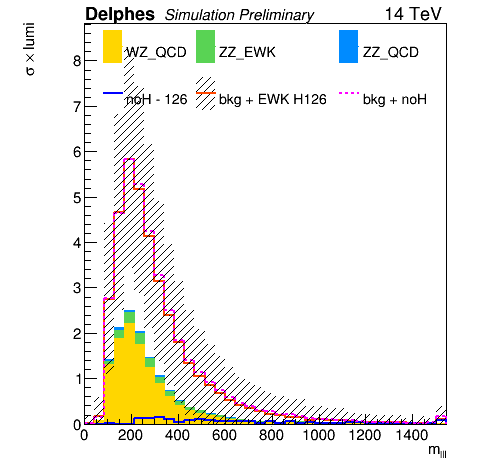 Delphes Simulation Preliminary 14 TeV
σ × lumi
WZ_QCD ZZ_EWK ZZ_QCD
noH - 126 bkg + EWK H126 bkg + noH
8
7
6
5
4
3
2
1
0
0 200 400 600 800 1000 1200 1400
m_lll